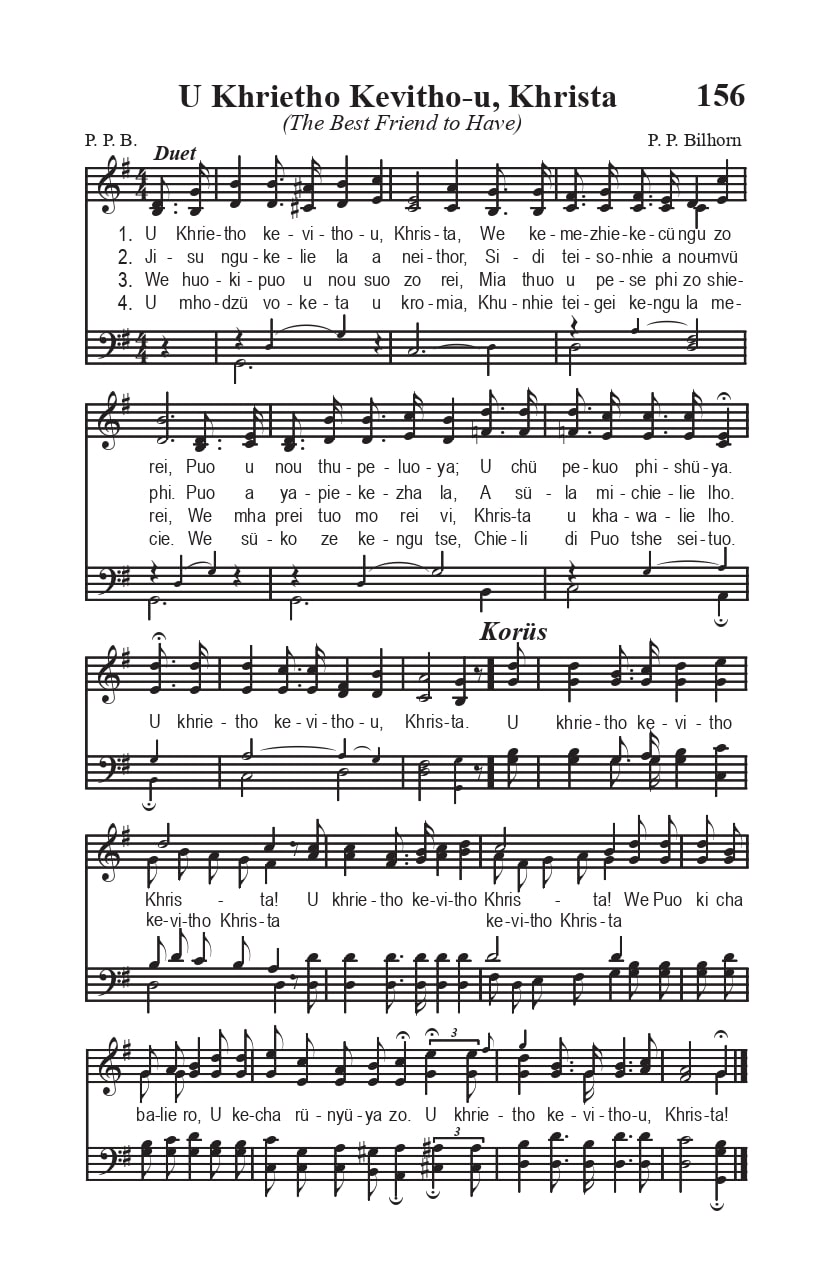 U Khrietho Kevitho-u, Khrista 156
(The Best Friend to Have)
P. P. B. P. P. Bilhorn
Duet
1. U Khrie-tho ke-vi-tho-u, Khris-ta, We ke-me-zhie-ke-cü ngu zo
2. Ji-su ngu-ke-lie la a nei-thor, Si-di tei-so-nhie a nou-mvü
3. We huo-ki-puo u nou suo zo rei, Mia thuo u pe-se phi zo shie-
4. U mho-dzü vo-ke-ta u kro-mia, Khu-nhie tei-gei ke-ngu la me-
rei, Puo u nou thu-pe-luo-ya; U chü pe-kuo phi-shü-ya.
phi. Puo a ya-pie-ke-zha la, A sü-la mi-chie-lie lho.
rei, We mha prei tuo mo rei vi, Khris-ta u kha-wa-lie lho.
cie. We sü-ko ze ke-ngu tse, Chie-li di Puo tshe sei-tuo.
Korüs
U khrie-tho ke-vi-tho-u, Khris-ta. U khrie-tho ke-vi-tho
Khris-ta! U khrie-tho ke-vi-tho Khris-ta! We Puo ki cha
ke-vi-tho Khris-ta ke-vi-tho Khris-ta
3
ba-lie ro, U ke-cha rü-nyü-ya zo. U khrie-tho ke-vi-tho-u, Khris-ta!
3